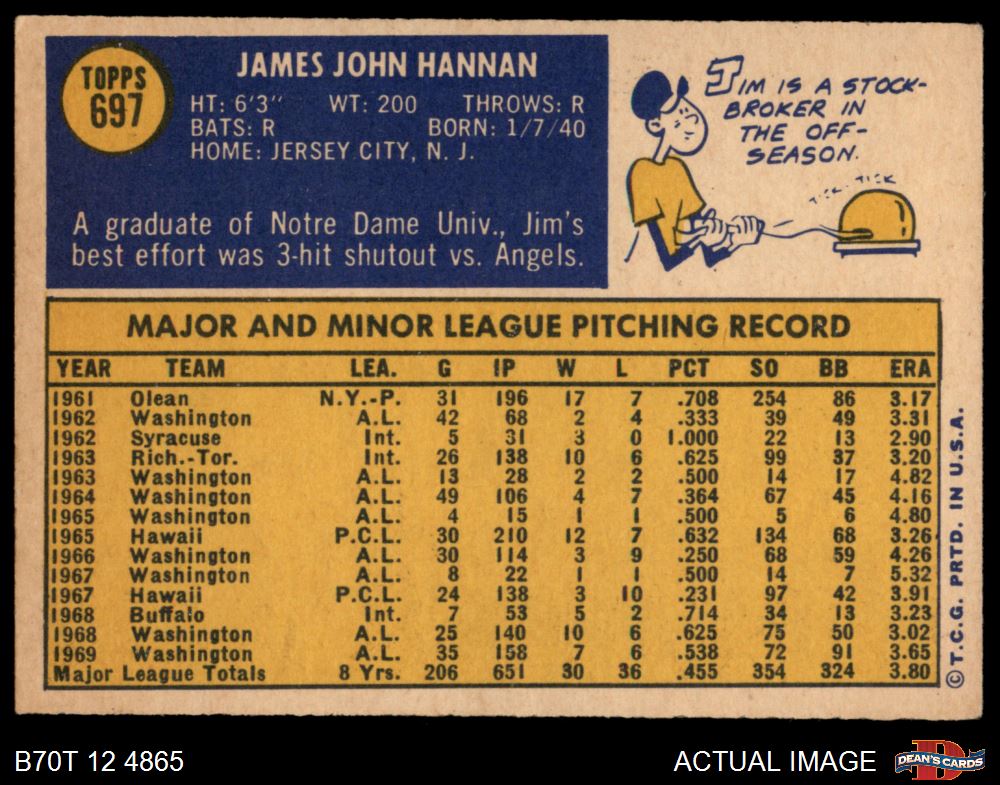 TOPPS
697
JAMES JOHN HANNAN
HT: 6'3" WT: 200 THROWS: R
BATS: R BORN: 1/7/40
HOME: JERSEY CITY, N. J.
A graduate of Notre Dame Univ., Jim's
best effort was 3-hit shutout vs. Angels.
JIM IS A STOCK-
BROKER IN
THE OFF-
SEASON.
TICK-TICK
MAJOR AND MINOR LEAGUE PITCHING RECORD
YEAR TEAM LEA. G IP W L PCT SO BB ERA
1961 Olean N.Y.-P. 31 196 17 7 .708 254 86 3.17
1962 Washington A.L. 42 68 2 4 .333 39 49 3.31
1962 Syracuse Int. 5 31 3 0 1.000 22 13 2.90
1963 Rich.-Tor. Int. 26 138 10 6 .625 99 37 3.20
1963 Washington A.L. 13 28 2 2 .500 14 17 4.82
1964 Washington A.L. 49 106 4 7 .364 67 45 4.16
1965 Washington A.L. 4 15 1 1 .500 5 6 4.80
1965 Hawaii P.C.L. 30 210 12 7 .632 134 68 3.26
1966 Washington A.L. 30 114 3 9 .250 68 59 4.26
1967 Washington A.L. 8 22 1 1 .500 14 7 5.32
1967 Hawaii P.C.L. 24 138 3 10 .231 97 42 3.91
1968 Buffalo Int. 7 53 5 2 .714 34 13 3.23
1968 Washington A.L. 25 140 10 6 .625 75 50 3.02
1969 Washington A.L. 35 158 7 6 .538 72 91 3.65
Major League Totals 8 Yrs. 206 651 30 36 .455 354 324 3.80
©T.C.G. PRTD. IN U.S.A.
B70T 12 4865
ACTUAL IMAGE
D
DEAN'S CARDS